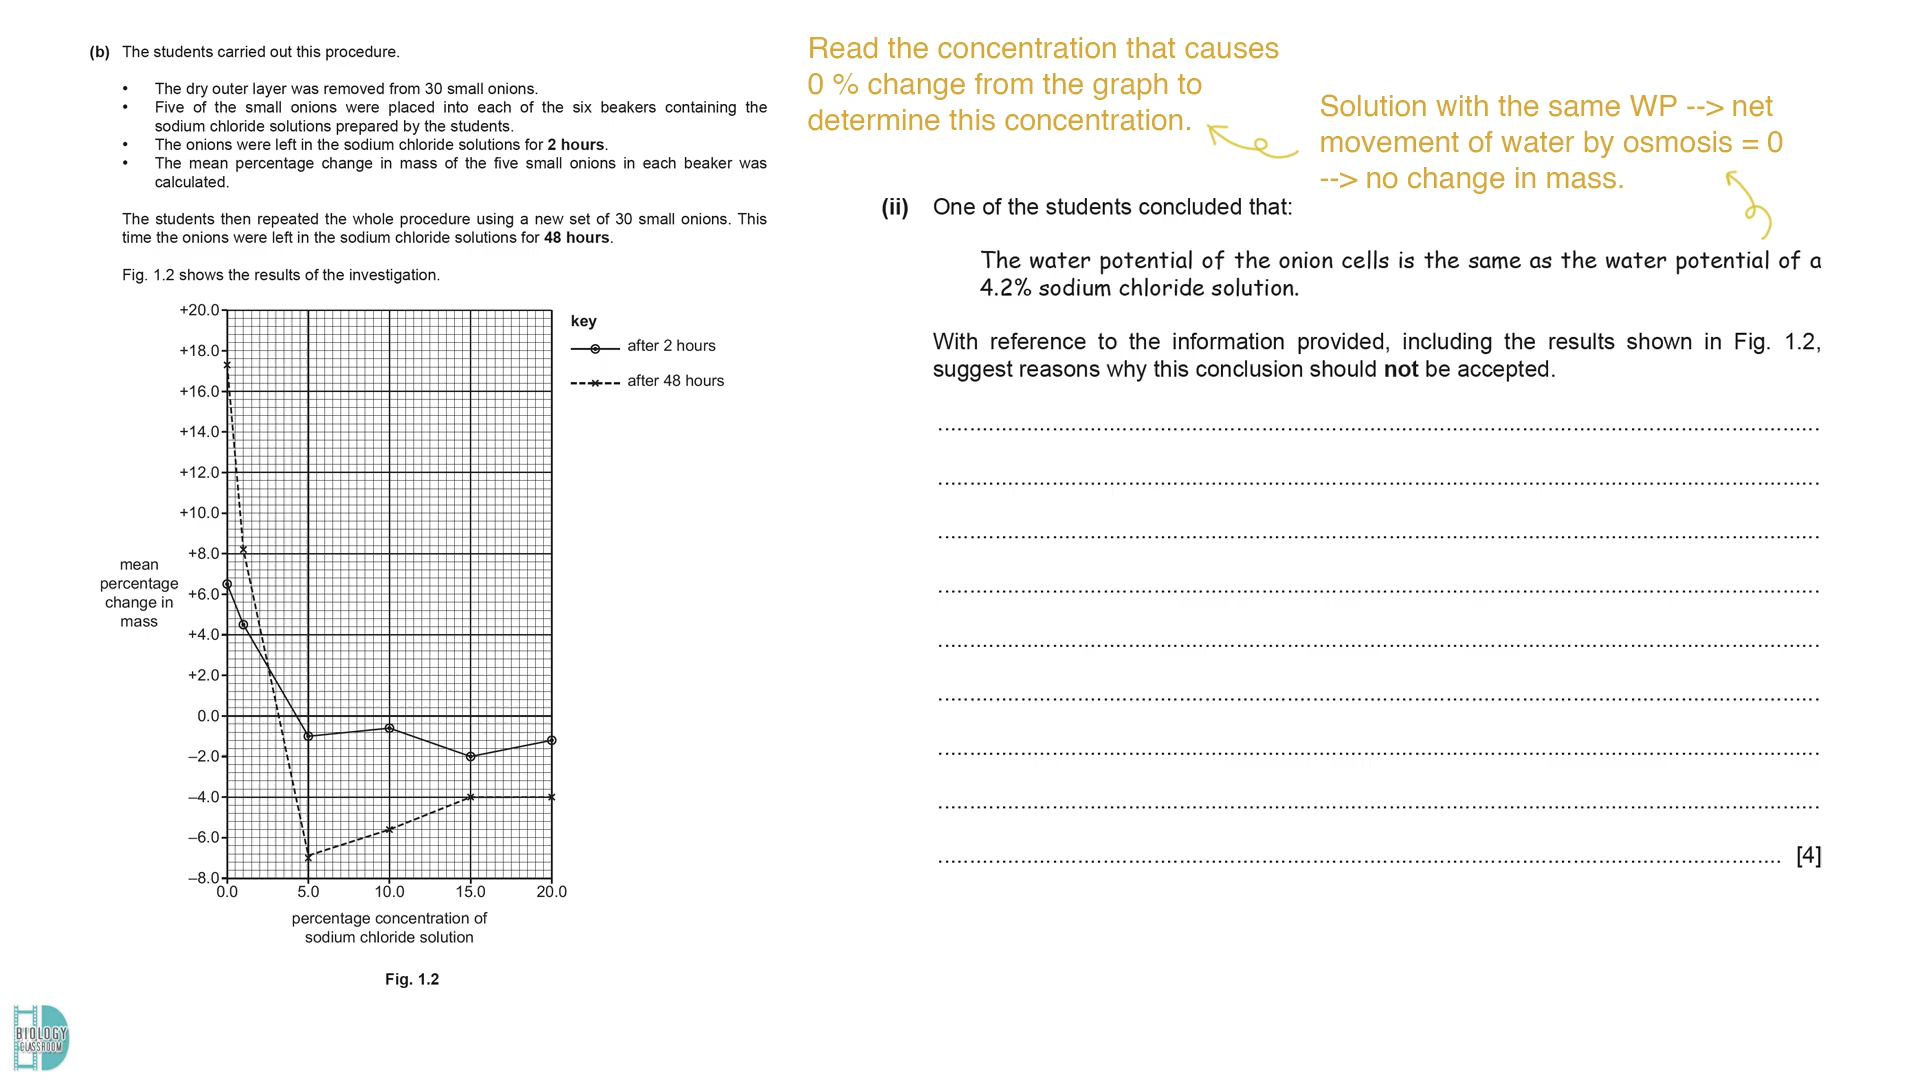 (b) The students carried out this procedure.
• The dry outer layer was removed from 30 small onions.
• Five of the small onions were placed into each of the six beakers containing the
sodium chloride solutions prepared by the students.
• The onions were left in the sodium chloride solutions for 2 hours.
• The mean percentage change in mass of the five small onions in each beaker was
calculated.
The students then repeated the whole procedure using a new set of 30 small onions. This
time the onions were left in the sodium chloride solutions for 48 hours.
Fig. 1.2 shows the results of the investigation.
+20.0
+18.0
+16.0
+14.0
+12.0
+10.0
+8.0
+6.0
+4.0
+2.0
0.0
–2.0
–4.0
–6.0
–8.0
mean
percentage
change in
mass
0.0 5.0 10.0 15.0 20.0
percentage concentration of
sodium chloride solution
key
after 2 hours
after 48 hours
Fig. 1.2
Read the concentration that causes
0 % change from the graph to
determine this concentration.
Solution with the same WP --> net
movement of water by osmosis = 0
--> no change in mass.
(ii) One of the students concluded that:
The water potential of the onion cells is the same as the water potential of a
4.2% sodium chloride solution.
With reference to the information provided, including the results shown in Fig. 1.2,
suggest reasons why this conclusion should not be accepted.
[4]
BIOLOGY
CLASSROOM